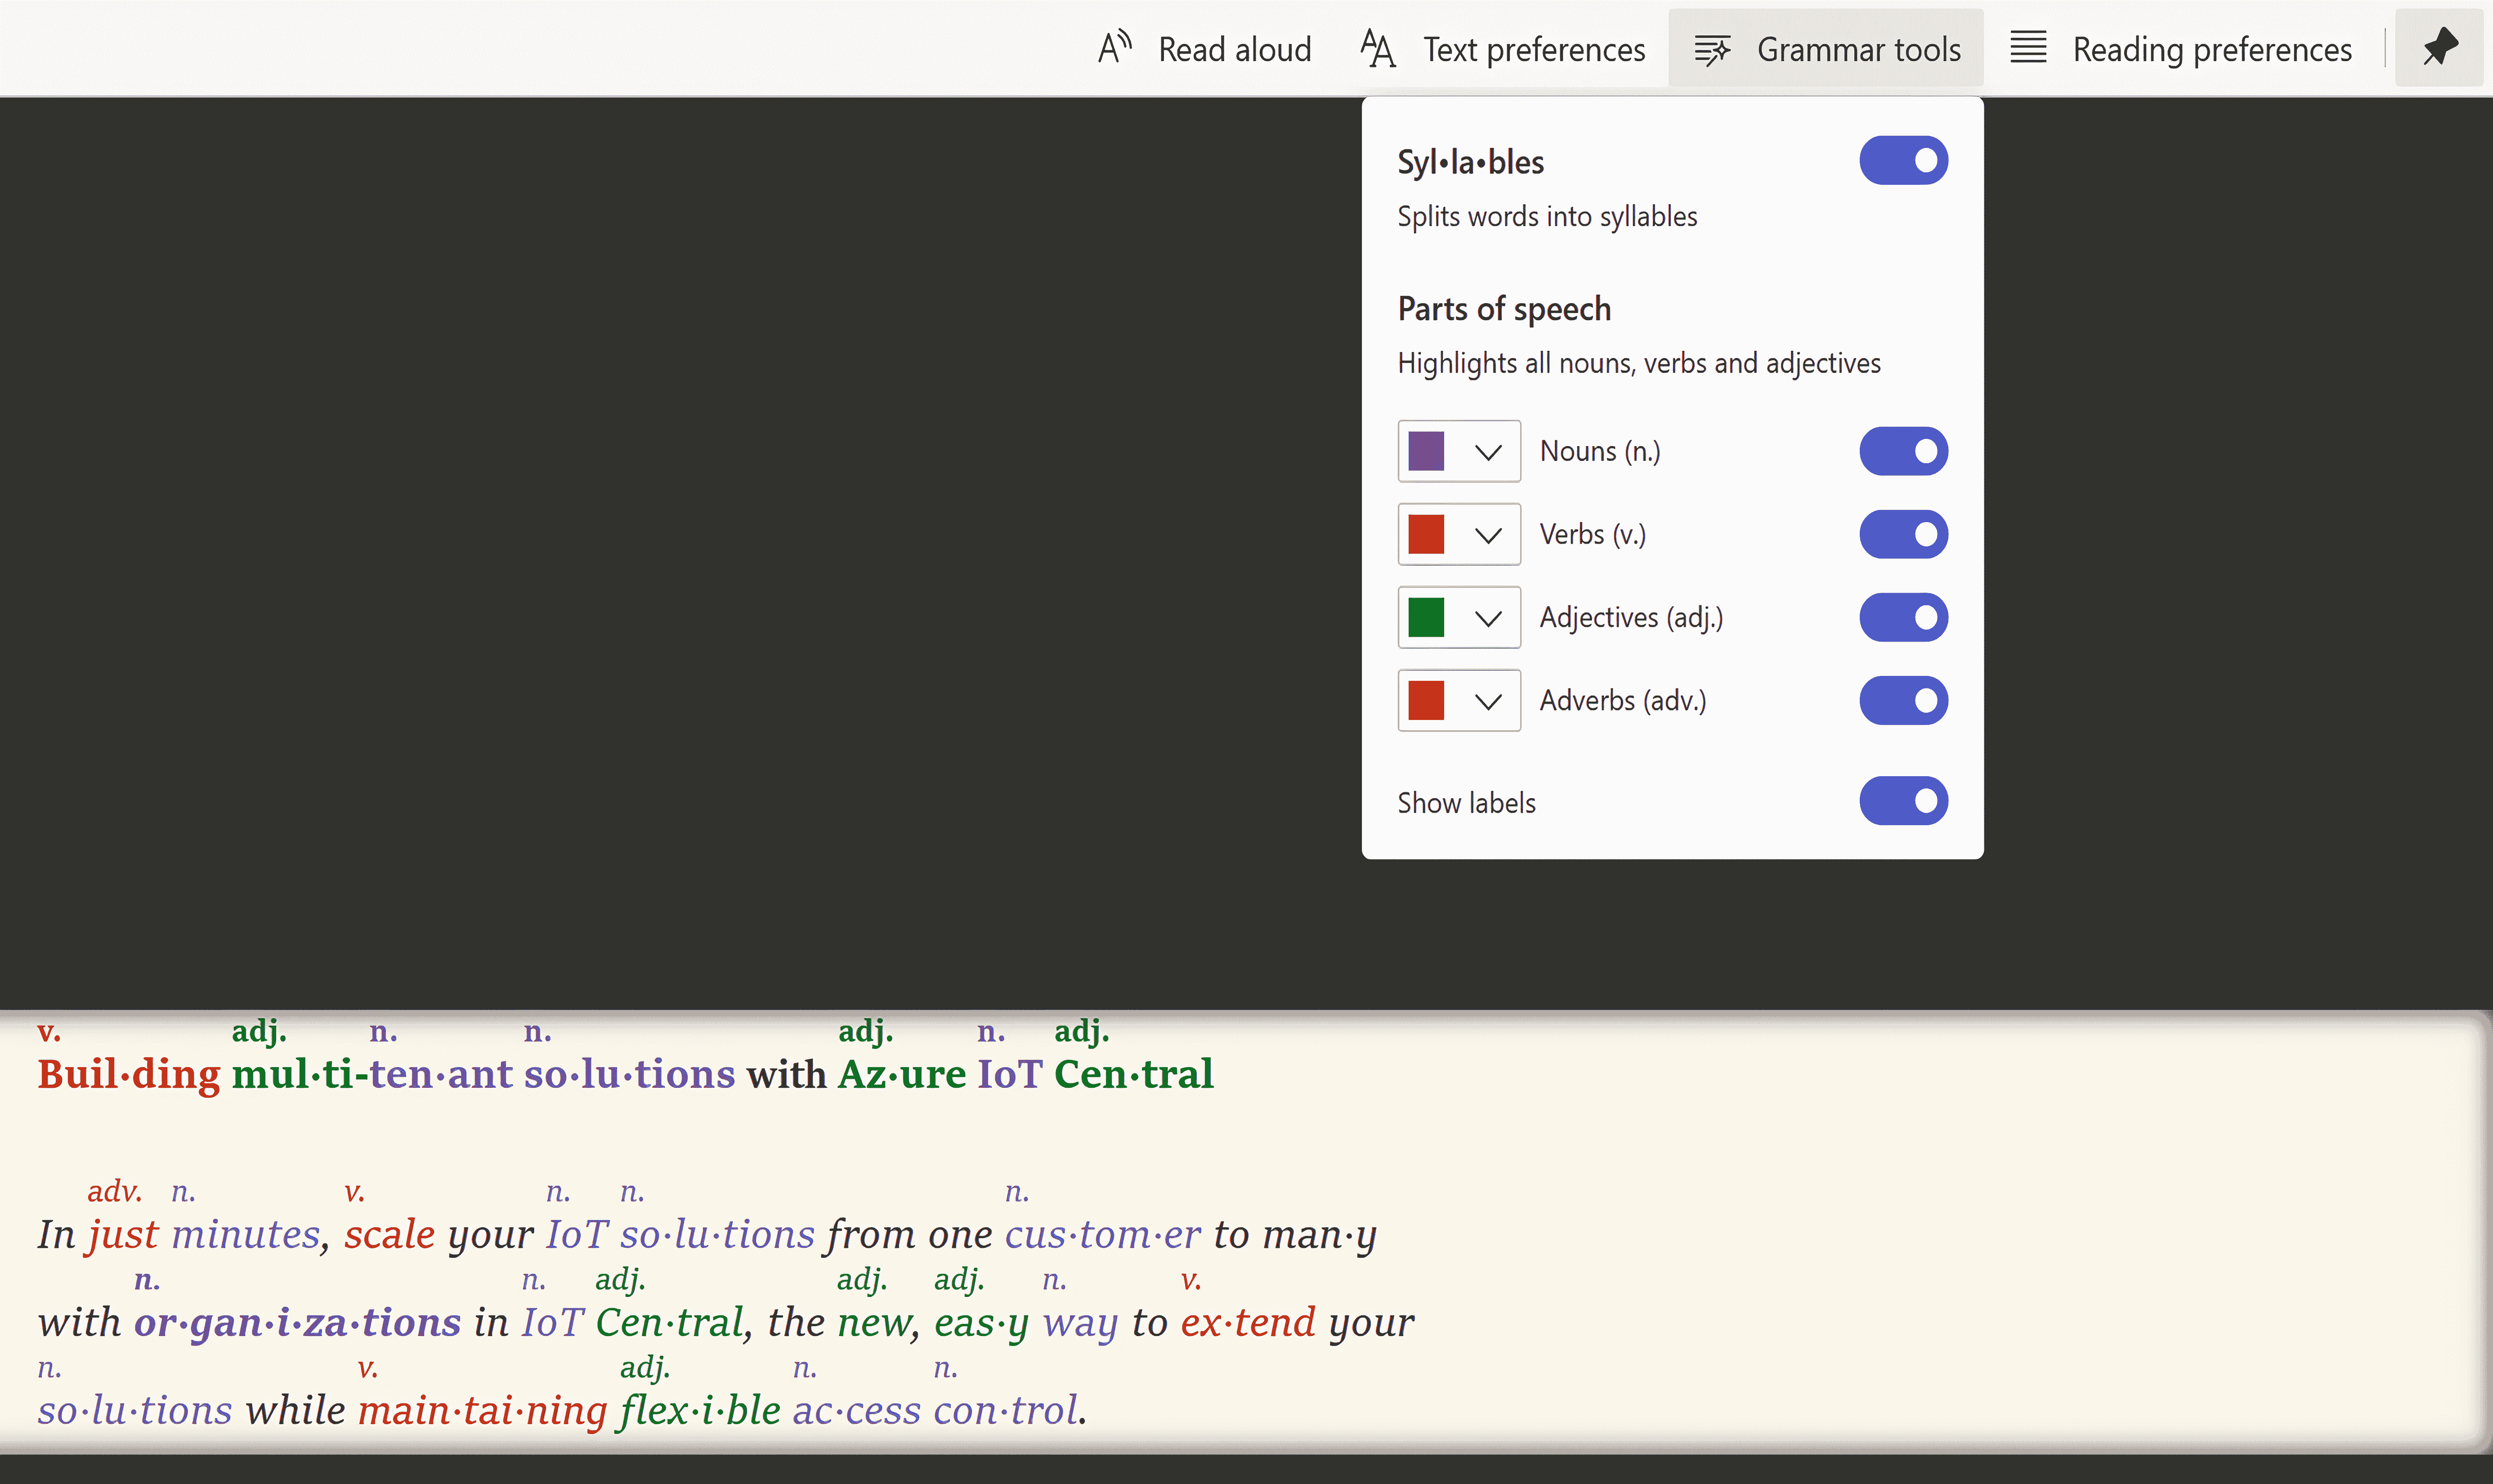 Read aloud Text preferences Grammar tools Reading preferences
Syl•la•bles
Splits words into syllables
Parts of speech
Highlights all nouns, verbs and adjectives
Nouns (n.)
Verbs (v.)
Adjectives (adj.)
Adverbs (adv.)
Show labels
v. adj. n. n. adj. n. adj.
Buil·ding mul·ti-ten·ant so·lu·tions with Az·ure IoT Cen·tral
adv. n. v. n. n. n.
In just minutes, scale your IoT so·lu·tions from one cus·tom·er to man·y
n. n. adj. adj. adj. n. v.
with or·gan·i·za·tions in IoT Cen·tral, the new, eas·y way to ex·tend your
n. v. adj. n. n.
so·lu·tions while main·tai·ning flex·i·ble ac·cess con·trol.